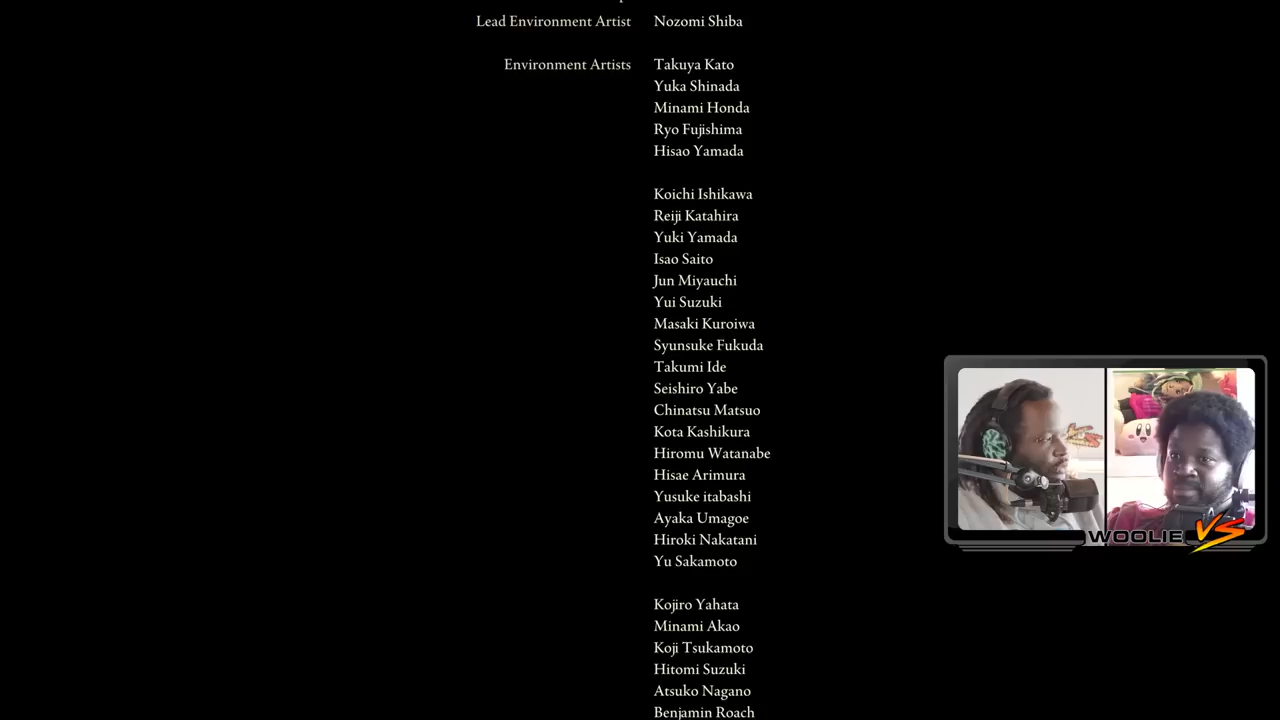 Lead Environment Artist Nozomi Shiba
Environment Artists Takuya Kato
Yuka Shinada
Minami Honda
Ryo Fujishima
Hisao Yamada
Koichi Ishikawa
Reiji Katahira
Yuki Yamada
Isao Saito
Jun Miyauchi
Yui Suzuki
Masaki Kuroiwa
Syunsuke Fukuda
Takumi Ide
Seishiro Yabe
Chinatsu Matsuo
Kota Kashikura
Hiromu Watanabe
Hisae Arimura
Yusuke itabashi
Ayaka Umagoe
Hiroki Nakatani
Yu Sakamoto
Kojiro Yahata
Minami Akao
Koji Tsukamoto
Hitomi Suzuki
Atsuko Nagano
Benjamin Roach
WOOLIE VS